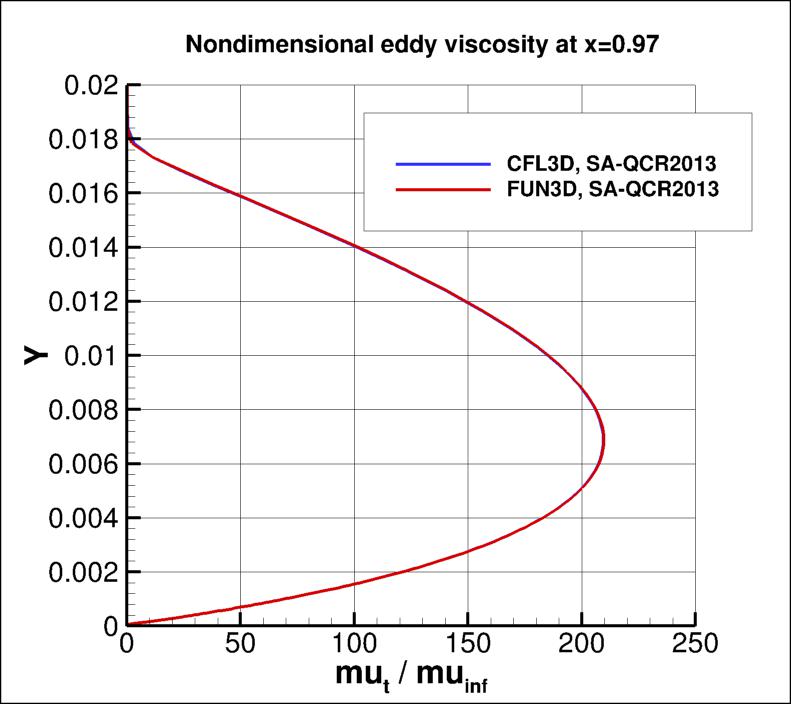 Nondimensional eddy viscosity at x=0.97
0.02
0.018
CFL3D, SA-QCR2013
FUN3D, SA-QCR2013
0.016
0.014
0.012
Y
0.01
0.008
0.006
0.004
0.002
0
0 50 100 150 200 250
mu_t / mu_inf